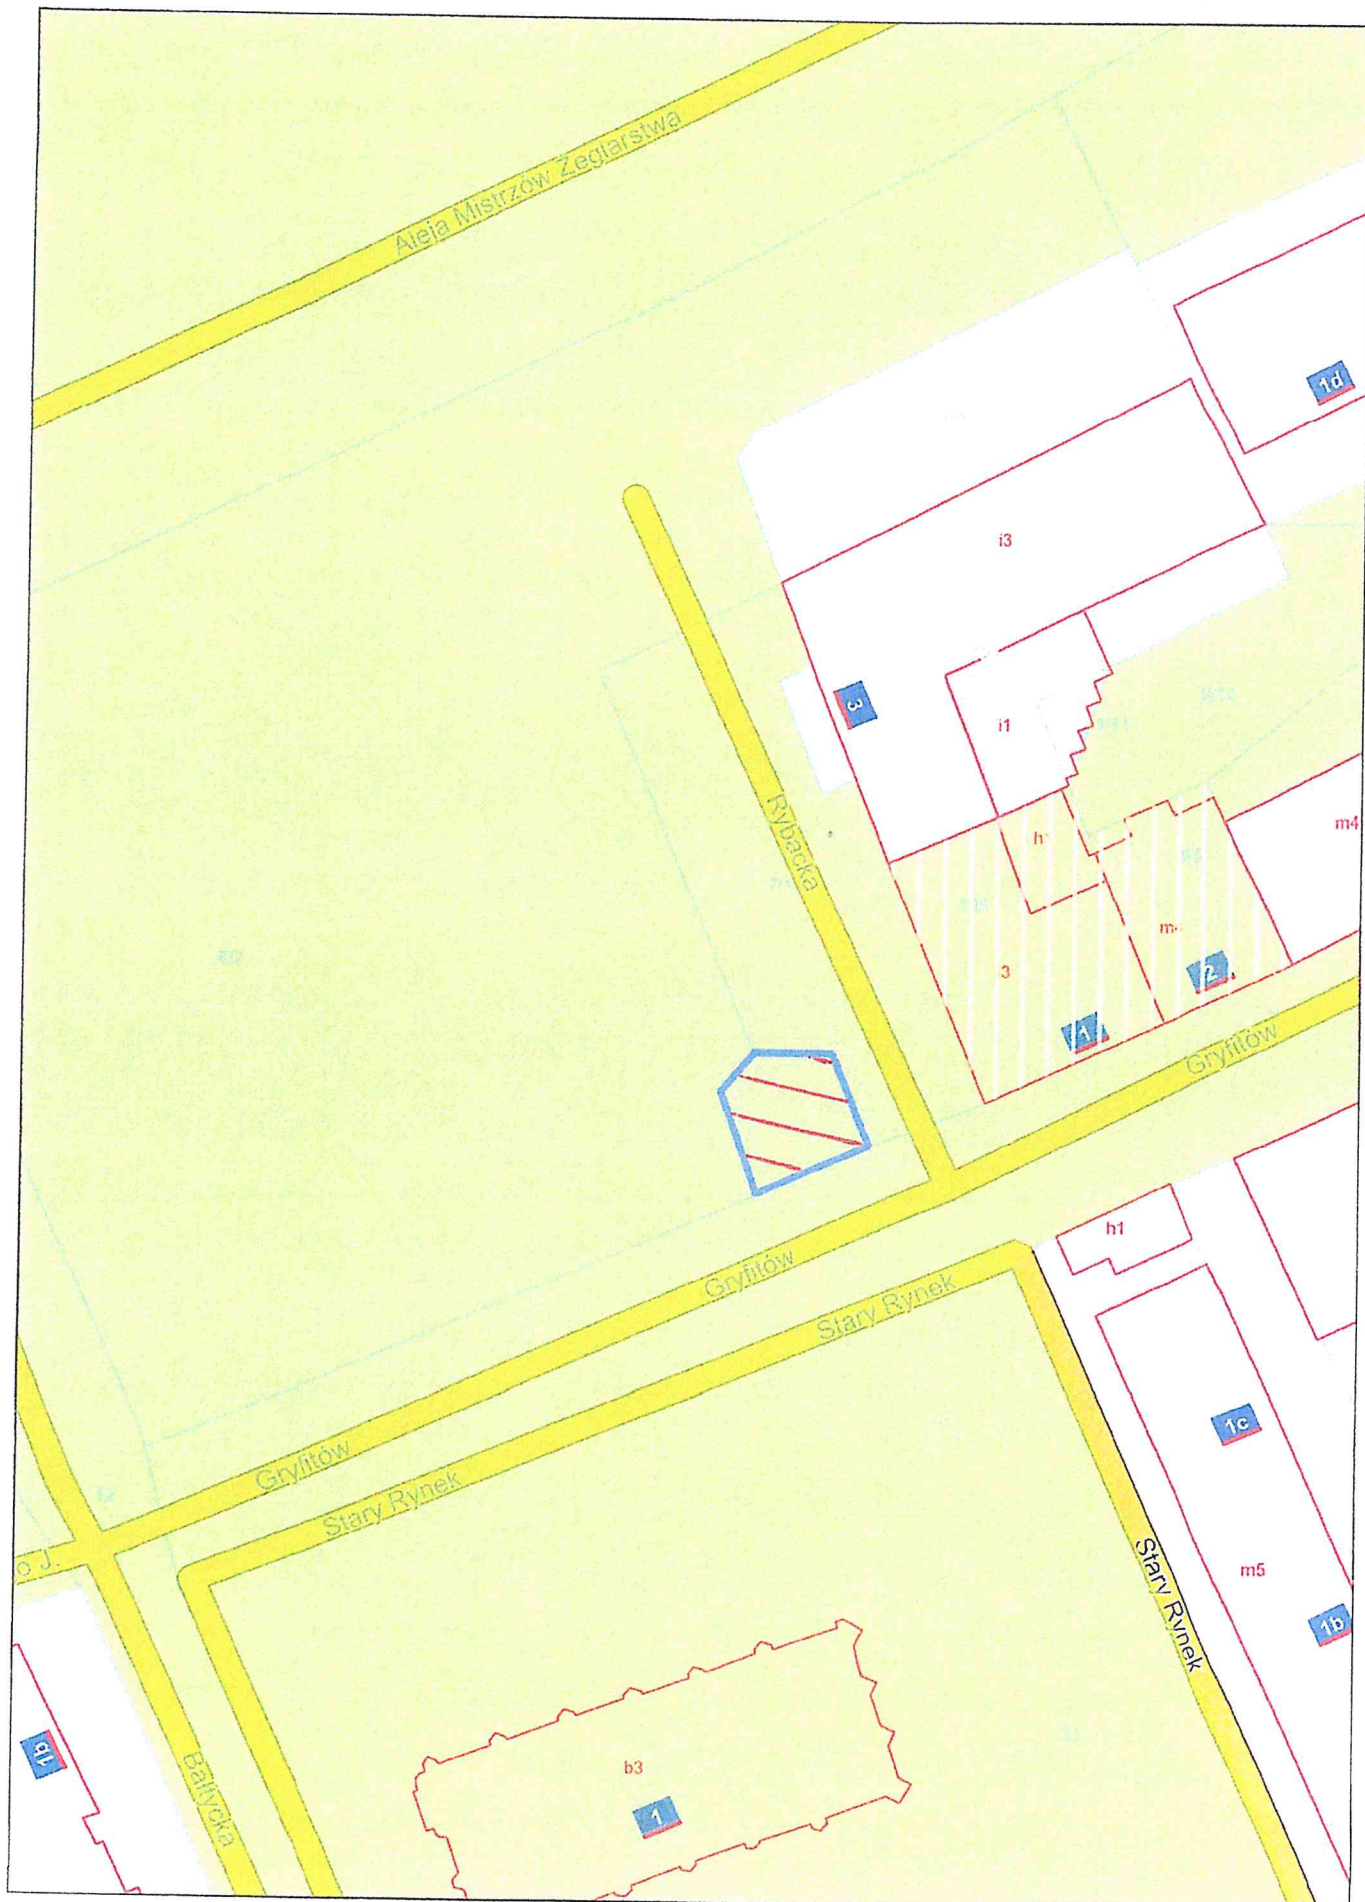 Aleja Mistrzów Żeglarstwa
1d
i3
3
i1
Rybacka
h
m4
3
2
1
Gryfitów
h1
Gryfitów
Stary Rynek
1c
Gryfitów
Stary Rynek
o J.
Stary Rynek
m5
1b
1b
Bałtycka
b3
1